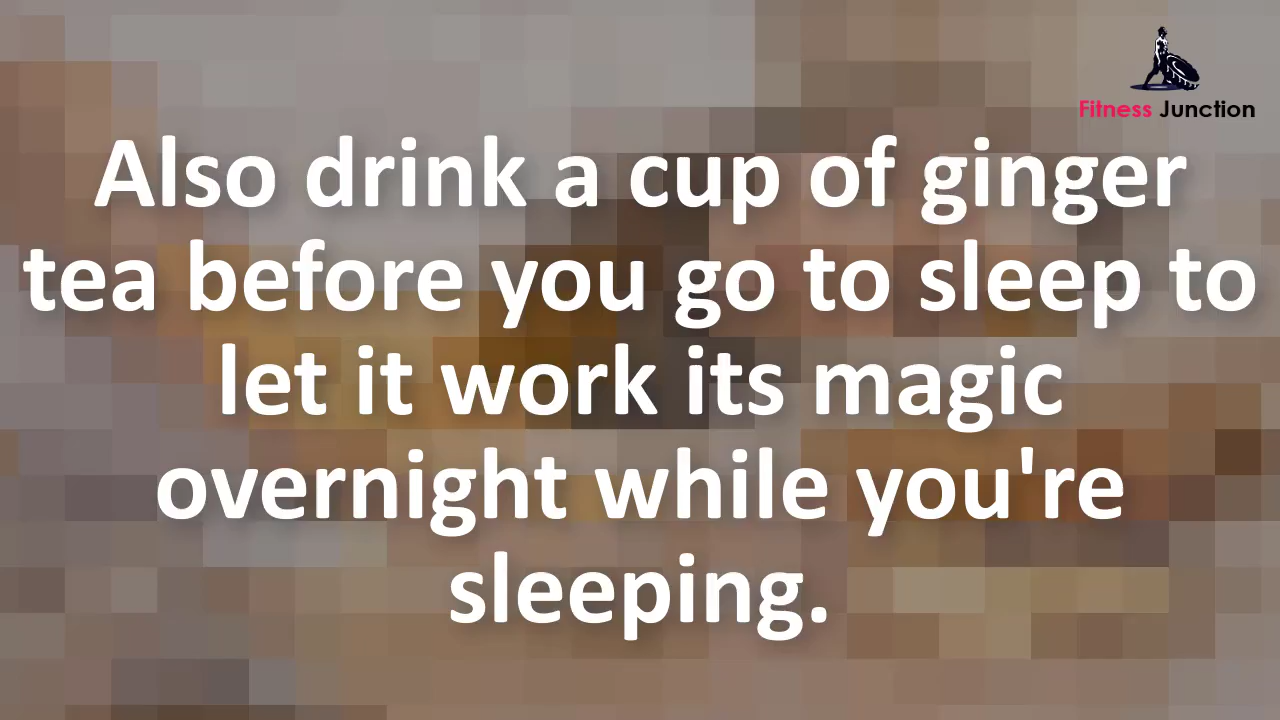 Fitness Junction
Also drink a cup of ginger
tea before you go to sleep to
let it work its magic
overnight while you're
sleeping.